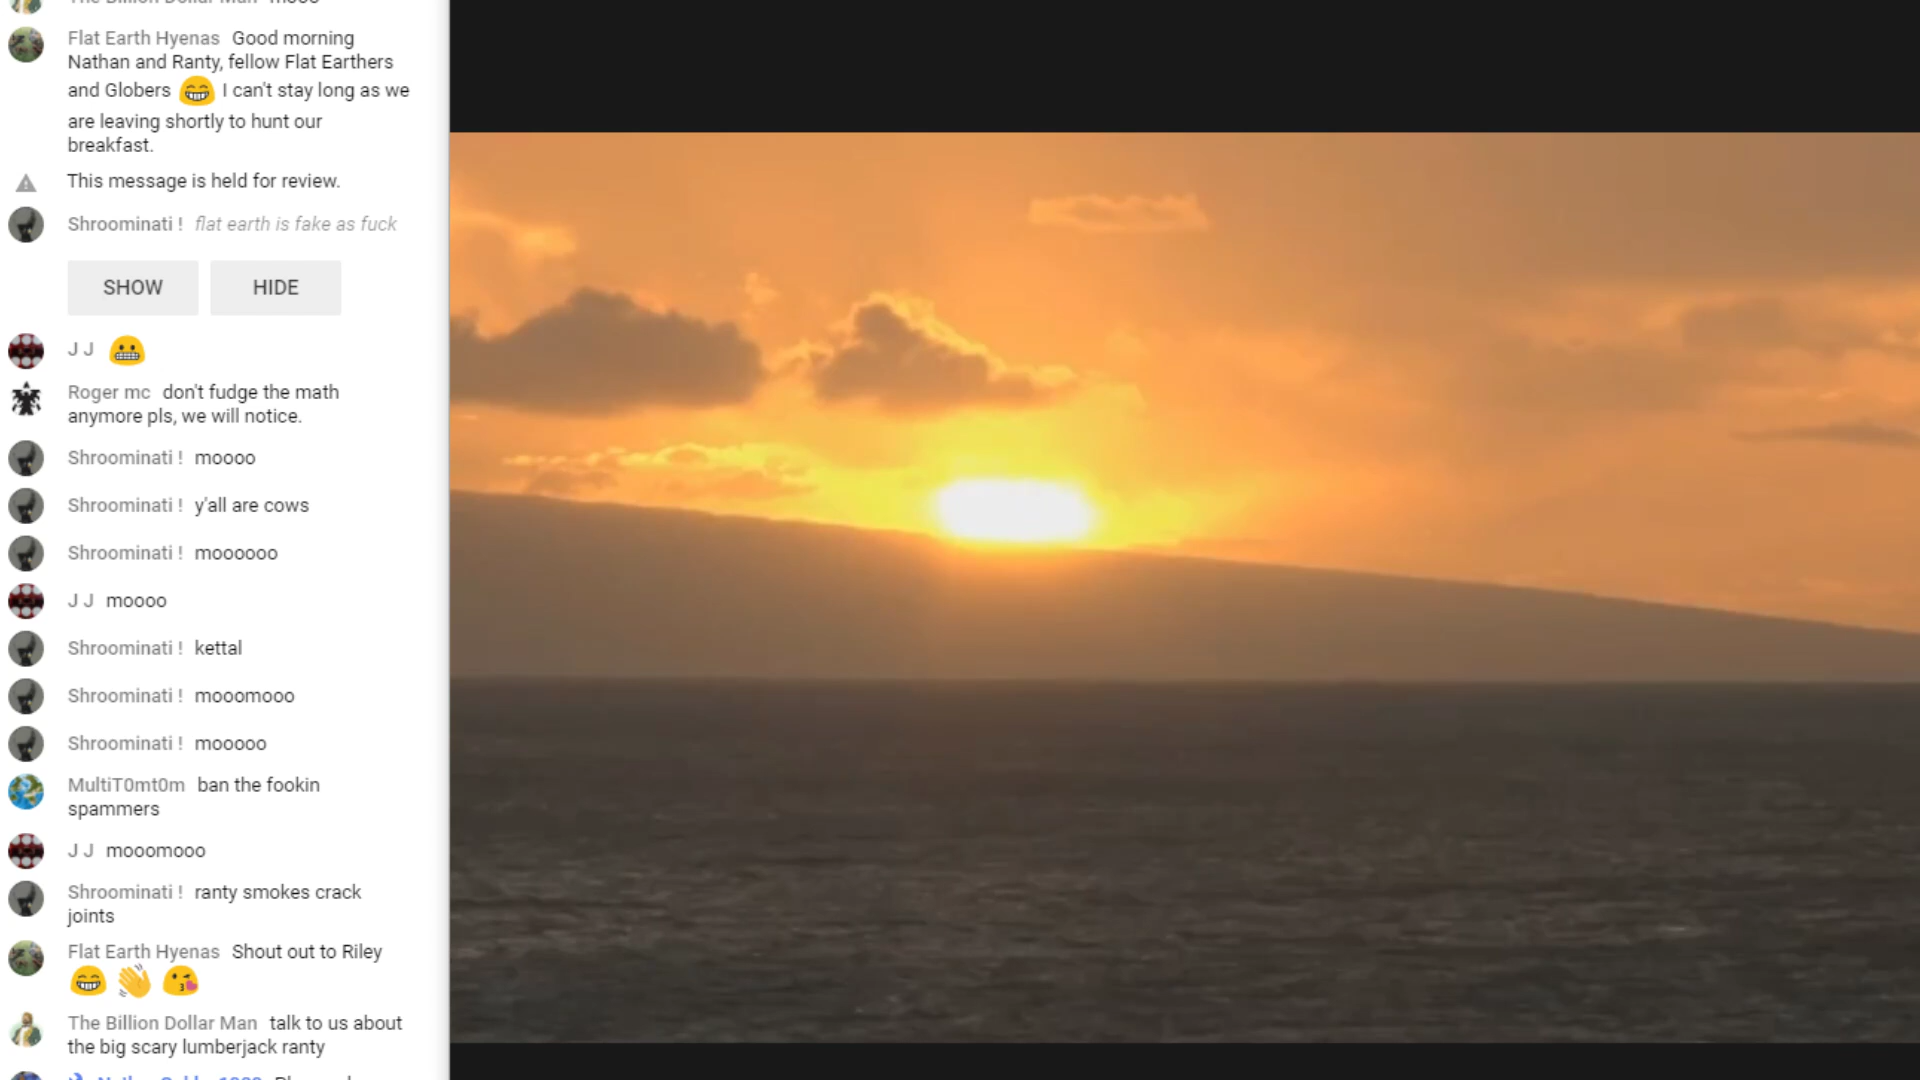 The Billion Dollar Man mooo
Flat Earth Hyenas Good morning
Nathan and Ranty, fellow Flat Earthers
and Globers 😁 I can't stay long as we
are leaving shortly to hunt our
breakfast.
This message is held for review.
Shroominati ! flat earth is fake as fuck
SHOW HIDE
J J 😬
Roger mc don't fudge the math
anymore pls, we will notice.
Shroominati ! moooo
Shroominati ! y'all are cows
Shroominati ! moooooo
J J moooo
Shroominati ! kettal
Shroominati ! mooomooo
Shroominati ! mooooo
MultiT0mt0m ban the fookin
spammers
J J mooomooo
Shroominati ! ranty smokes crack
joints
Flat Earth Hyenas Shout out to Riley
😁 👋 😘
The Billion Dollar Man talk to us about
the big scary lumberjack ranty